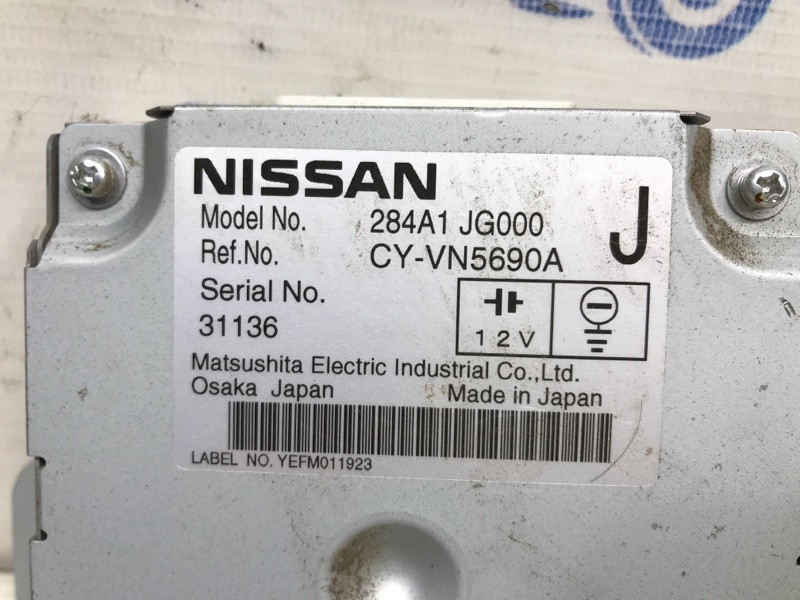 NISSAN
J
Model No. 284A1 JG000
Ref.No. CY-VN5690A
Serial No.
31136
12V
Matsushita Electric Industrial Co.,Ltd.
Osaka Japan Made in Japan
LABEL NO. YEFM011923